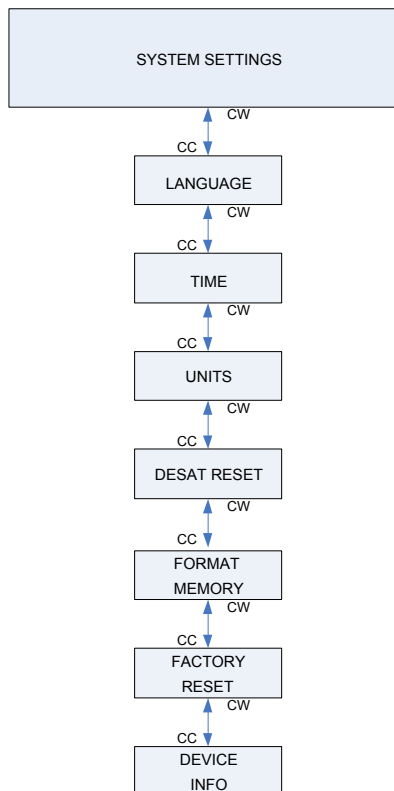 SYSTEM SETTINGS
CW
CC
LANGUAGE
CW
CC
TIME
CW
CC
UNITS
CW
CC
DESAT RESET
CW
CC
FORMAT
MEMORY
CW
CC
FACTORY
RESET
CW
CC
DEVICE
INFO